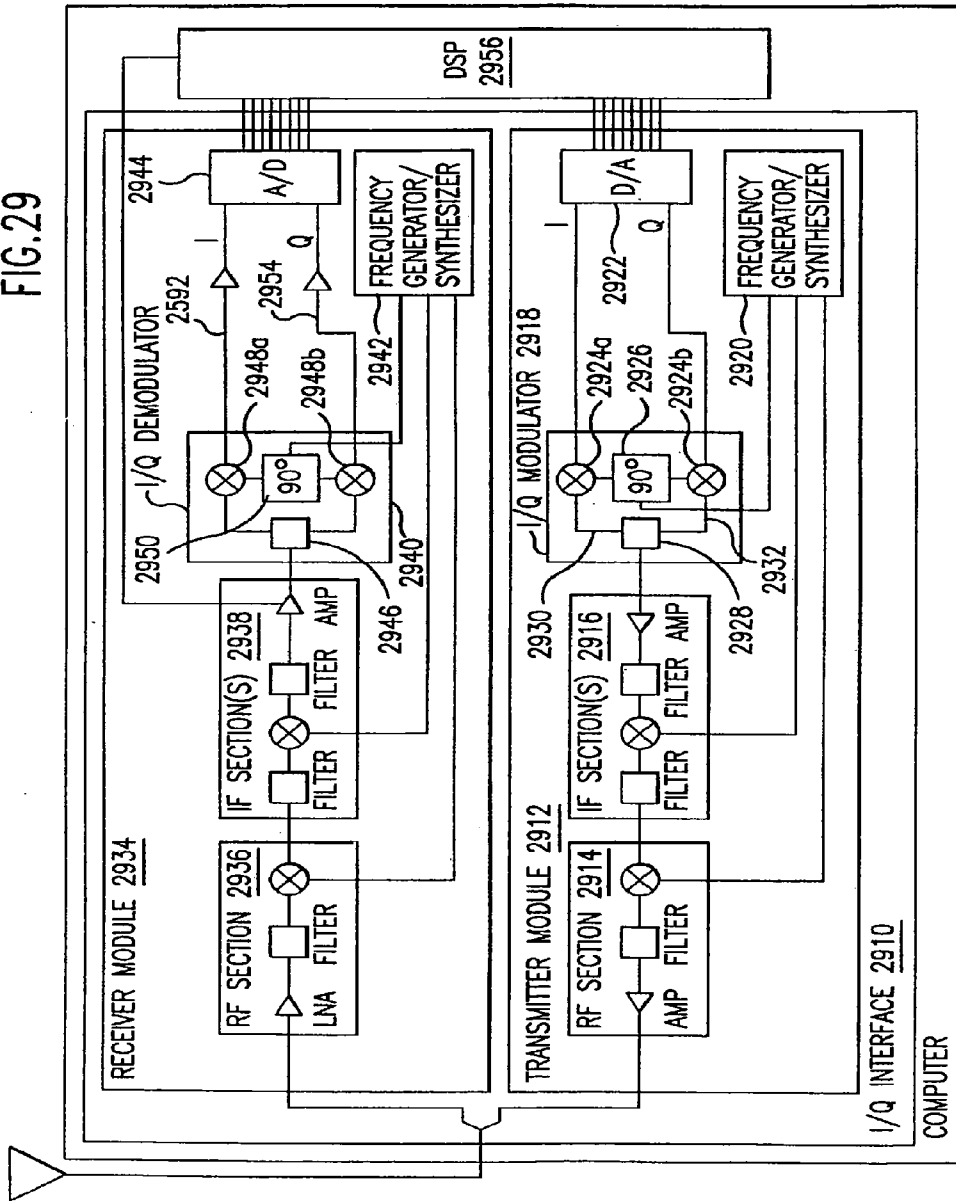 FIG.29
RECEIVER MODULE 2934
RF SECTION 2936
LNA
FILTER
IF SECTION(S) 2938
FILTER
FILTER
AMP
I/Q DEMODULATOR
2950
90°
2946
2940
2948a
2948b
2592
2954
I
Q
2944
A/D
2942
FREQUENCY
GENERATOR/
SYNTHESIZER
DSP
2956
TRANSMITTER MODULE 2912
RF SECTION 2914
AMP
FILTER
IF SECTION(S) 2916
FILTER
FILTER
AMP
I/Q MODULATOR 2918
2930
90°
2928
2932
2924a
2926
2924b
I
Q
2922
D/A
2920
FREQUENCY
GENERATOR/
SYNTHESIZER
I/Q INTERFACE 2910
COMPUTER